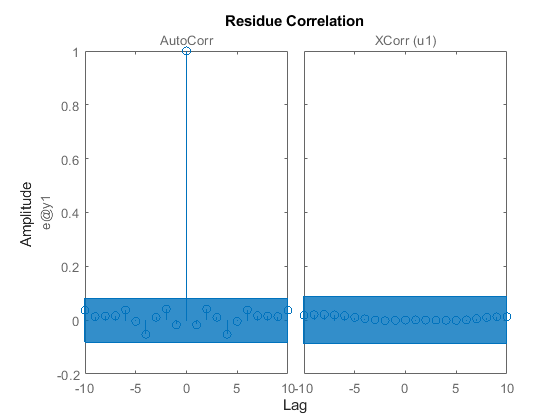 Residue Correlation
AutoCorr
XCorr (u1)
1
0.8
0.6
0.4
0.2
0
-0.2
Amplitude
e@y1
-10 -5 0 5 10 -10 -5 0 5 10
Lag